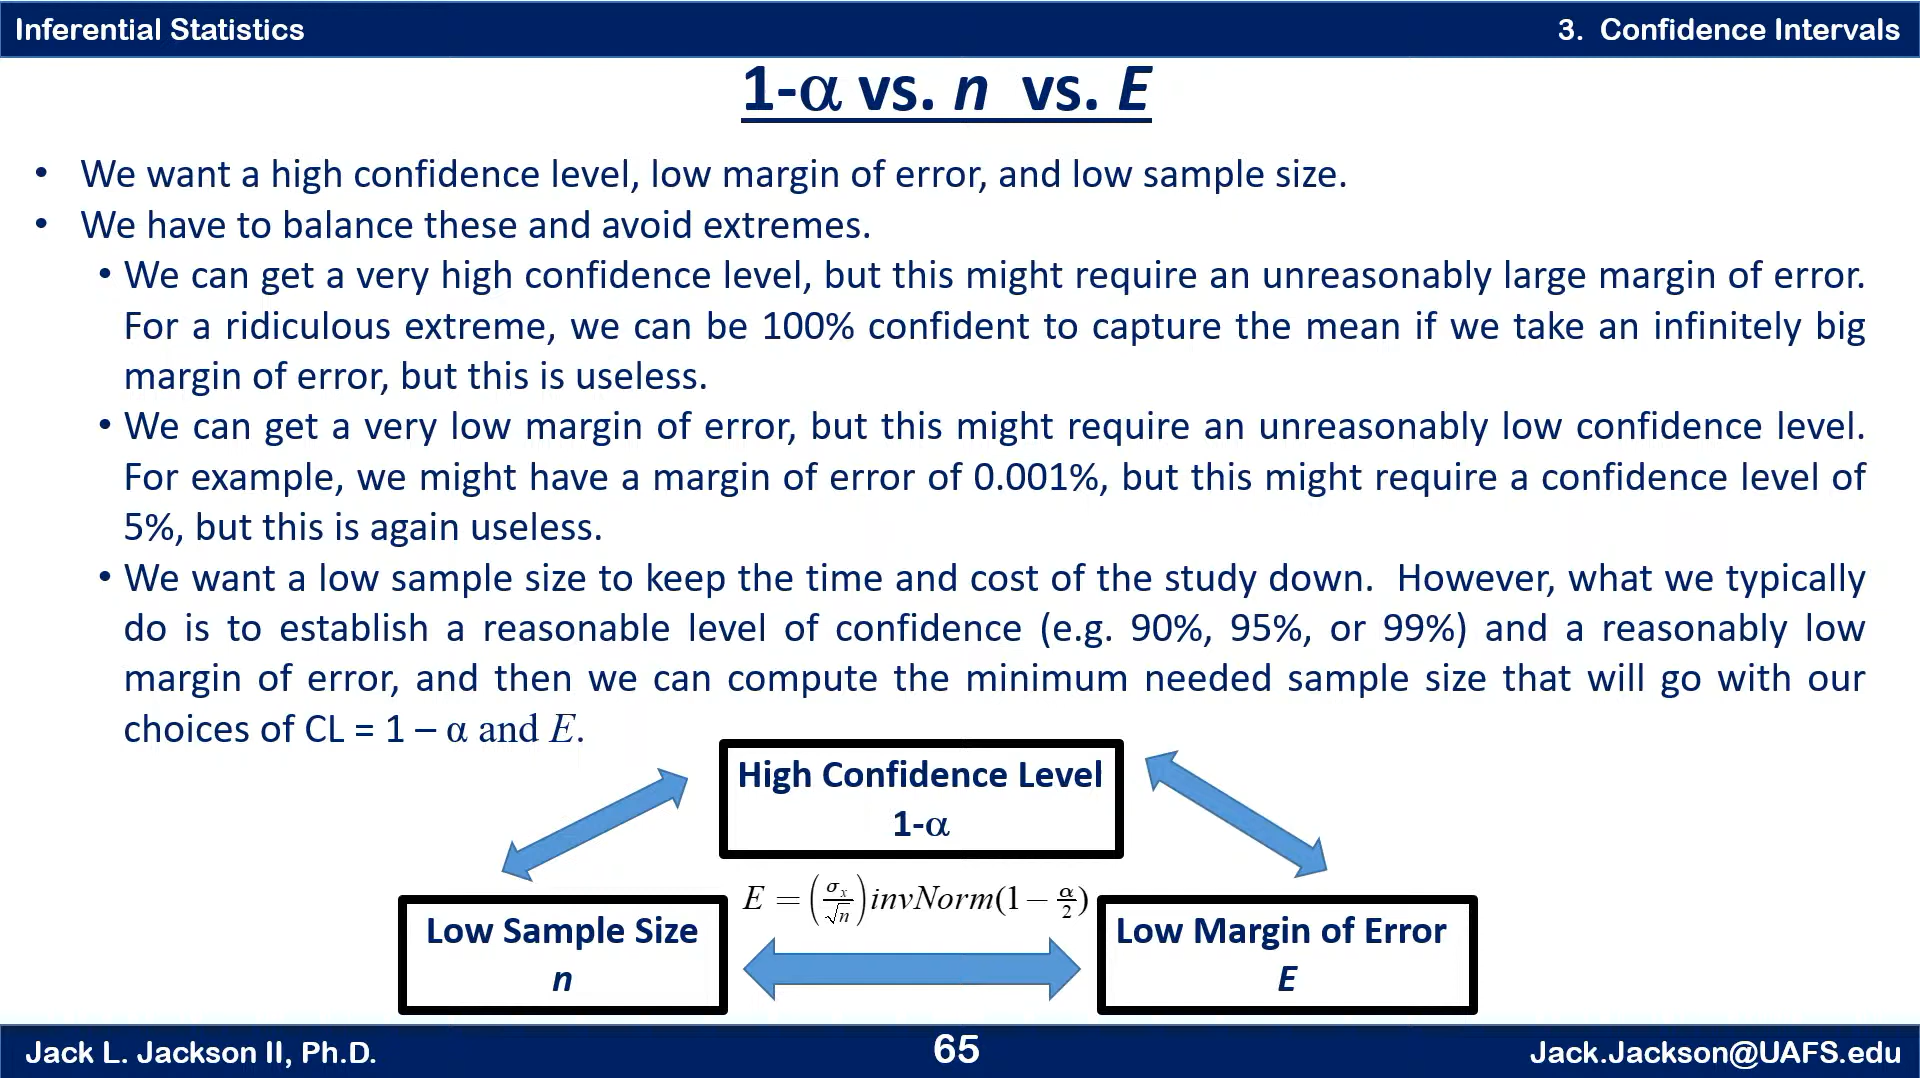 Inferential Statistics
3. Confidence Intervals
1-α vs. n vs. E
• We want a high confidence level, low margin of error, and low sample size.
• We have to balance these and avoid extremes.
• We can get a very high confidence level, but this might require an unreasonably large margin of error.
For a ridiculous extreme, we can be 100% confident to capture the mean if we take an infinitely big
margin of error, but this is useless.
• We can get a very low margin of error, but this might require an unreasonably low confidence level.
For example, we might have a margin of error of 0.001%, but this might require a confidence level of
5%, but this is again useless.
• We want a low sample size to keep the time and cost of the study down. However, what we typically
do is to establish a reasonable level of confidence (e.g. 90%, 95%, or 99%) and a reasonably low
margin of error, and then we can compute the minimum needed sample size that will go with our
choices of CL = 1 – α and E.
High Confidence Level
1-α
E = (σₓ/√n) invNorm(1 − α/2)
Low Sample Size
n
Low Margin of Error
E
Jack L. Jackson II, Ph.D.
65
Jack.Jackson@UAFS.edu